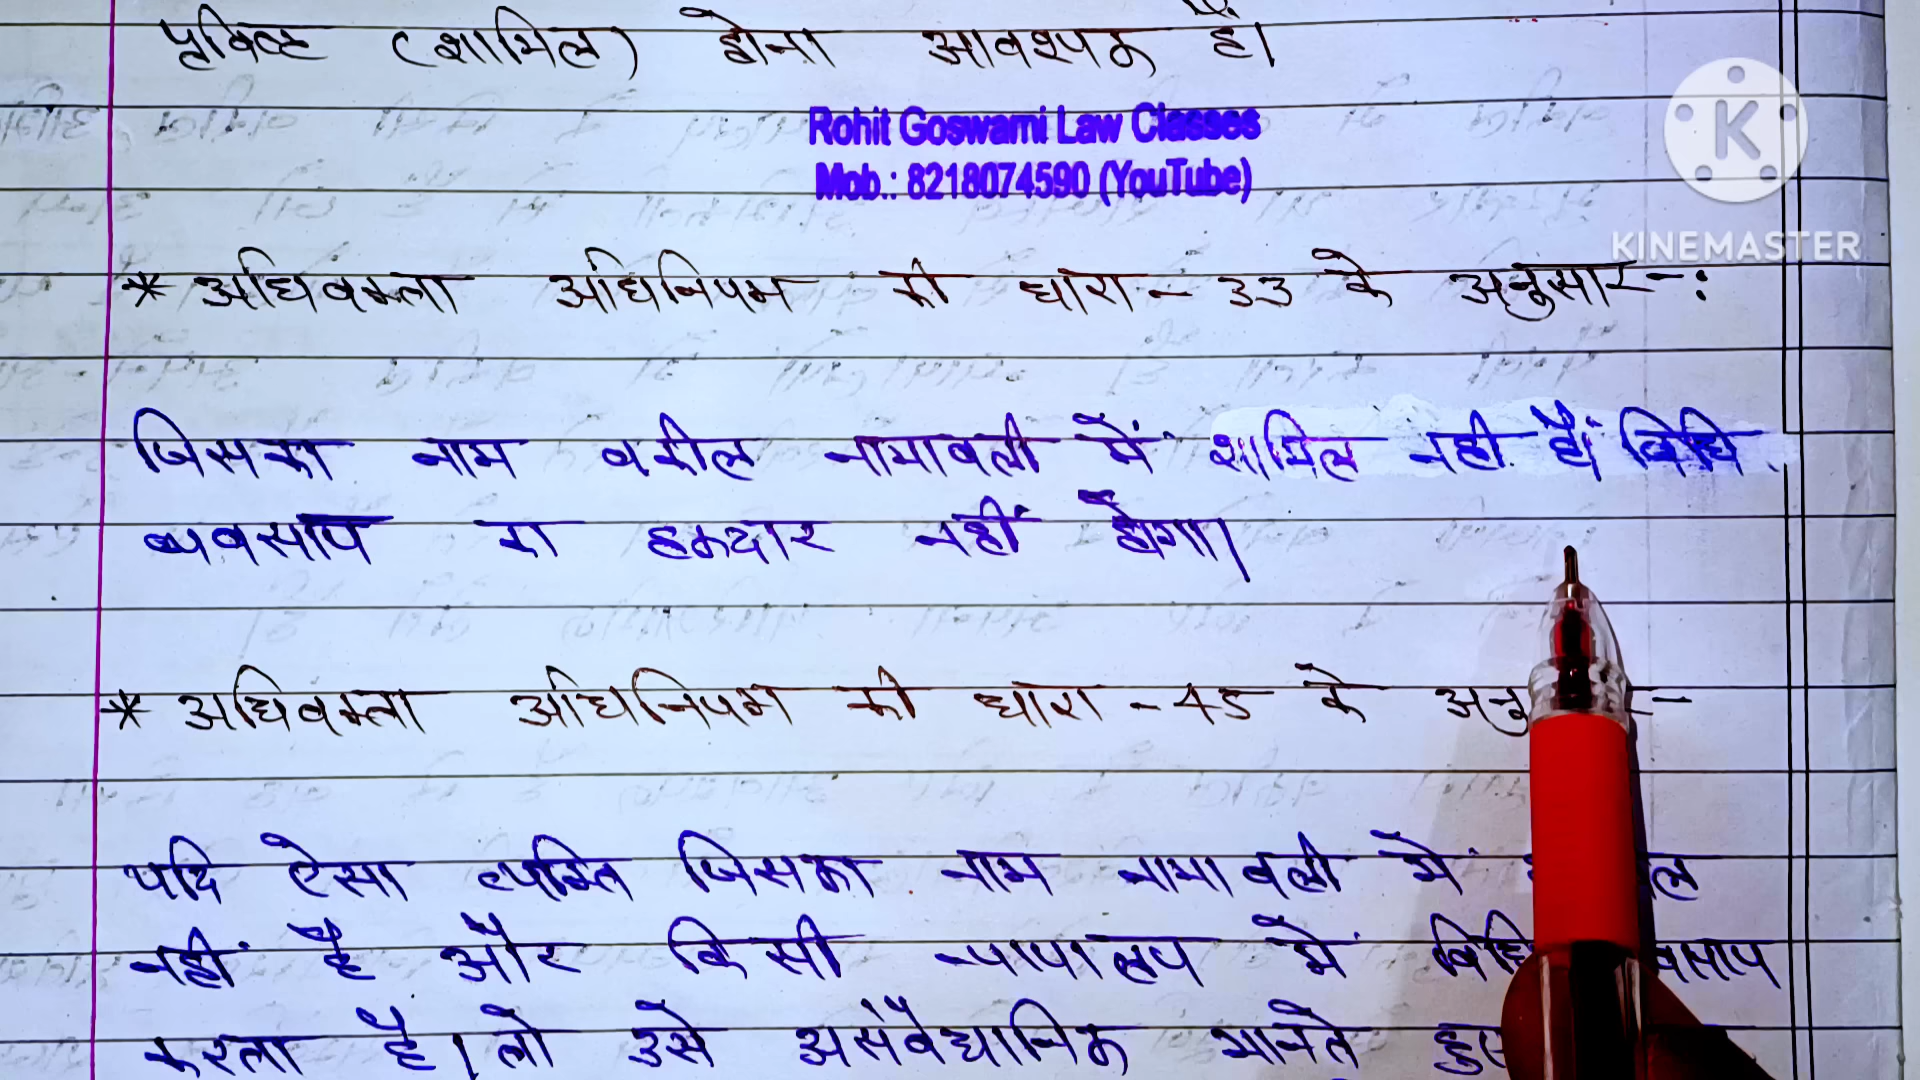 प्रविष्ट (शामिल) होना आवश्यक है।
Rohit Goswami Law Classes
Mob.: 8218074590 (YouTube)
KINEMASTER
* अधिवक्ता अधिनियम की धारा - 33 के अनुसार-:
जिसका नाम वकील नामावली में शामिल नहीं है। विधि
व्यवसाय का हकदार नहीं होगा।
* अधिवक्ता अधिनियम की धारा - 45 के
यदि ऐसा व्यक्ति जिसका नाम नामावली में
नहीं है और किसी न्यायालय में
करता है। तो उसे असंवैधानिक मानते